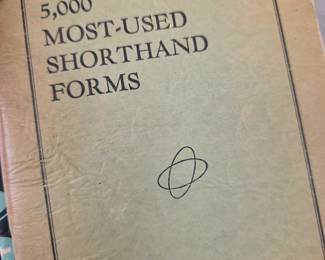 5,000
MOST-USED
SHORTHAND
FORMS